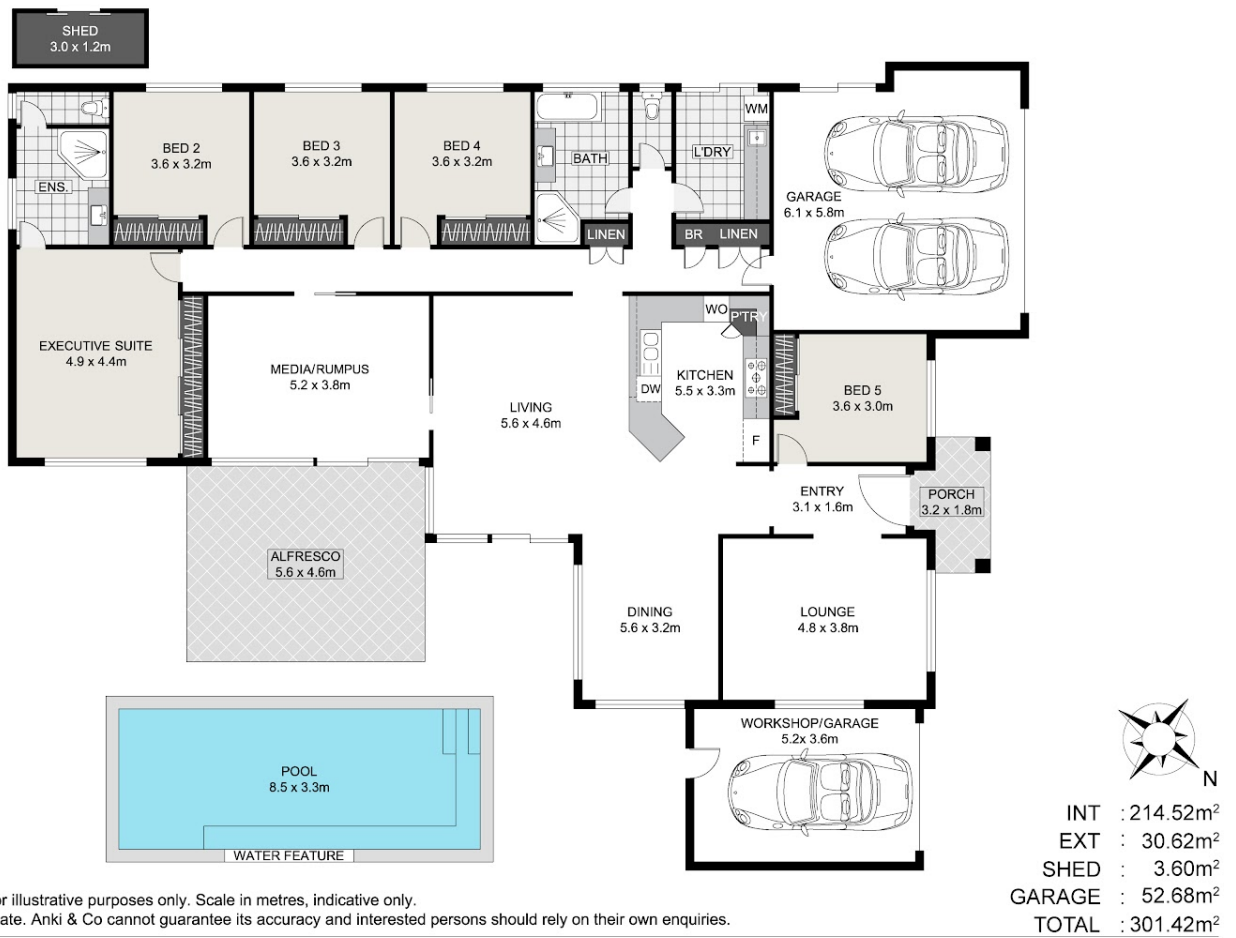 SHED
3.0 x 1.2m
BED 2
3.6 x 3.2m
BED 3
3.6 x 3.2m
BED 4
3.6 x 3.2m
BATH
L'DRY
WM
ENS.
GARAGE
6.1 x 5.8m
LINEN
BR
LINEN
EXECUTIVE SUITE
4.9 x 4.4m
MEDIA/RUMPUS
5.2 x 3.8m
LIVING
5.6 x 4.6m
WO
P'TRY
KITCHEN
5.5 x 3.3m
DW
F
BED 5
3.6 x 3.0m
ENTRY
3.1 x 1.6m
PORCH
3.2 x 1.8m
ALFRESCO
5.6 x 4.6m
DINING
5.6 x 3.2m
LOUNGE
4.8 x 3.8m
WORKSHOP/GARAGE
5.2x 3.6m
POOL
8.5 x 3.3m
WATER FEATURE
N
INT : 214.52m²
EXT : 30.62m²
SHED : 3.60m²
GARAGE : 52.68m²
TOTAL : 301.42m²
illustrative purposes only. Scale in metres, indicative only.
Anki & Co cannot guarantee its accuracy and interested persons should rely on their own enquiries.